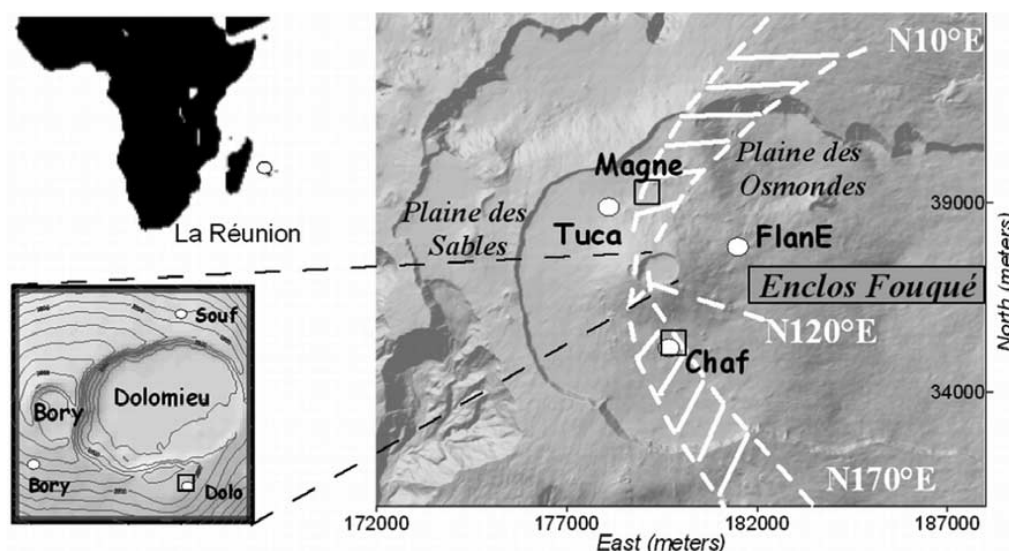 La Réunion
N10°E
Magne
Plaine des
Osmondes
Plaine des
Sables
Tuca
FlanE
Enclos Fouqué
N120°E
Chaf
N170°E
39000
34000
North (meters)
172000
177000
182000
187000
East (meters)
Souf
Dolomieu
Bory
Bory
Dolo